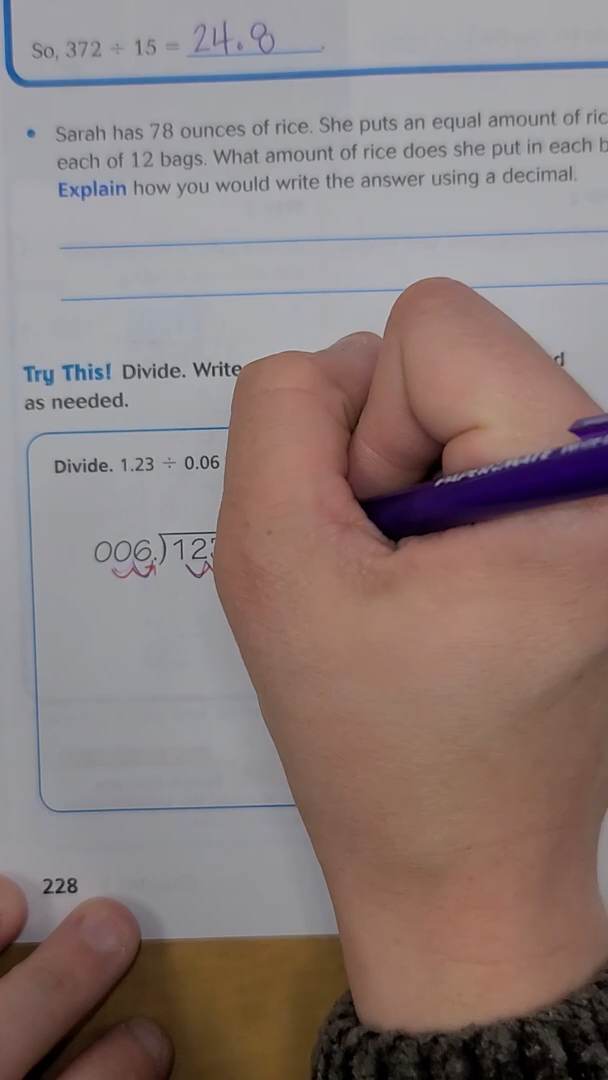 So, 372 ÷ 15 = 24.8.
• Sarah has 78 ounces of rice. She puts an equal amount of
each of 12 bags. What amount of rice does she put in each
Explain how you would write the answer using a decimal.
Try This! Divide. Write
as needed.
Divide. 1.23 ÷ 0.06
006.)12
228